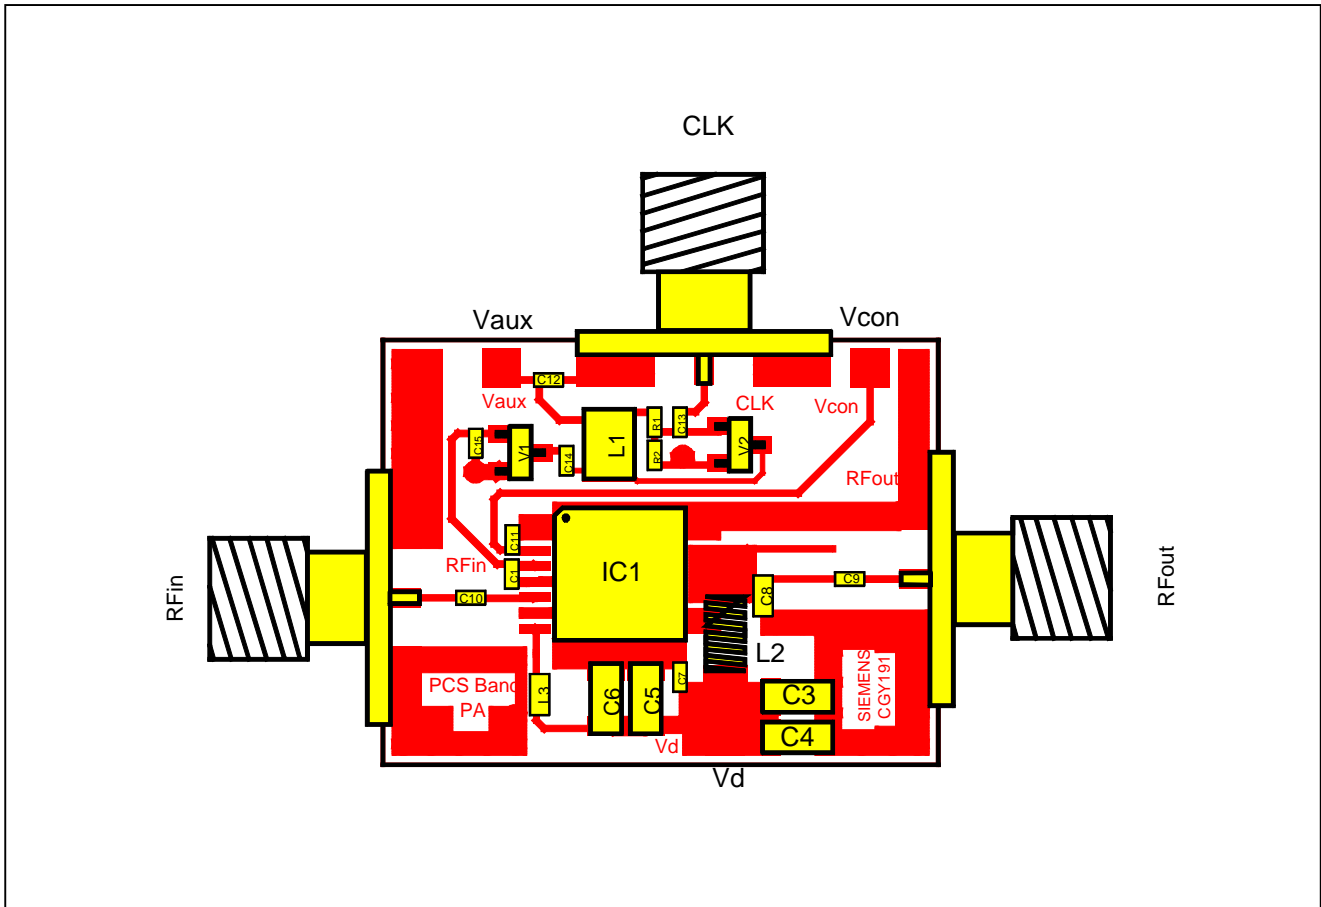 CLK
Vaux
Vcon
C12
Vaux
CLK
Vcon
C15
V1
C14
L1
R1
C13
R2
V2
RFout
C11
RFin
C1
IC1
C10
C8
C9
RFin
RFout
L2
PCS Band
PA
L3
C6
C5
C7
C3
C4
SIEMENS
CGY191
Vd
Vd